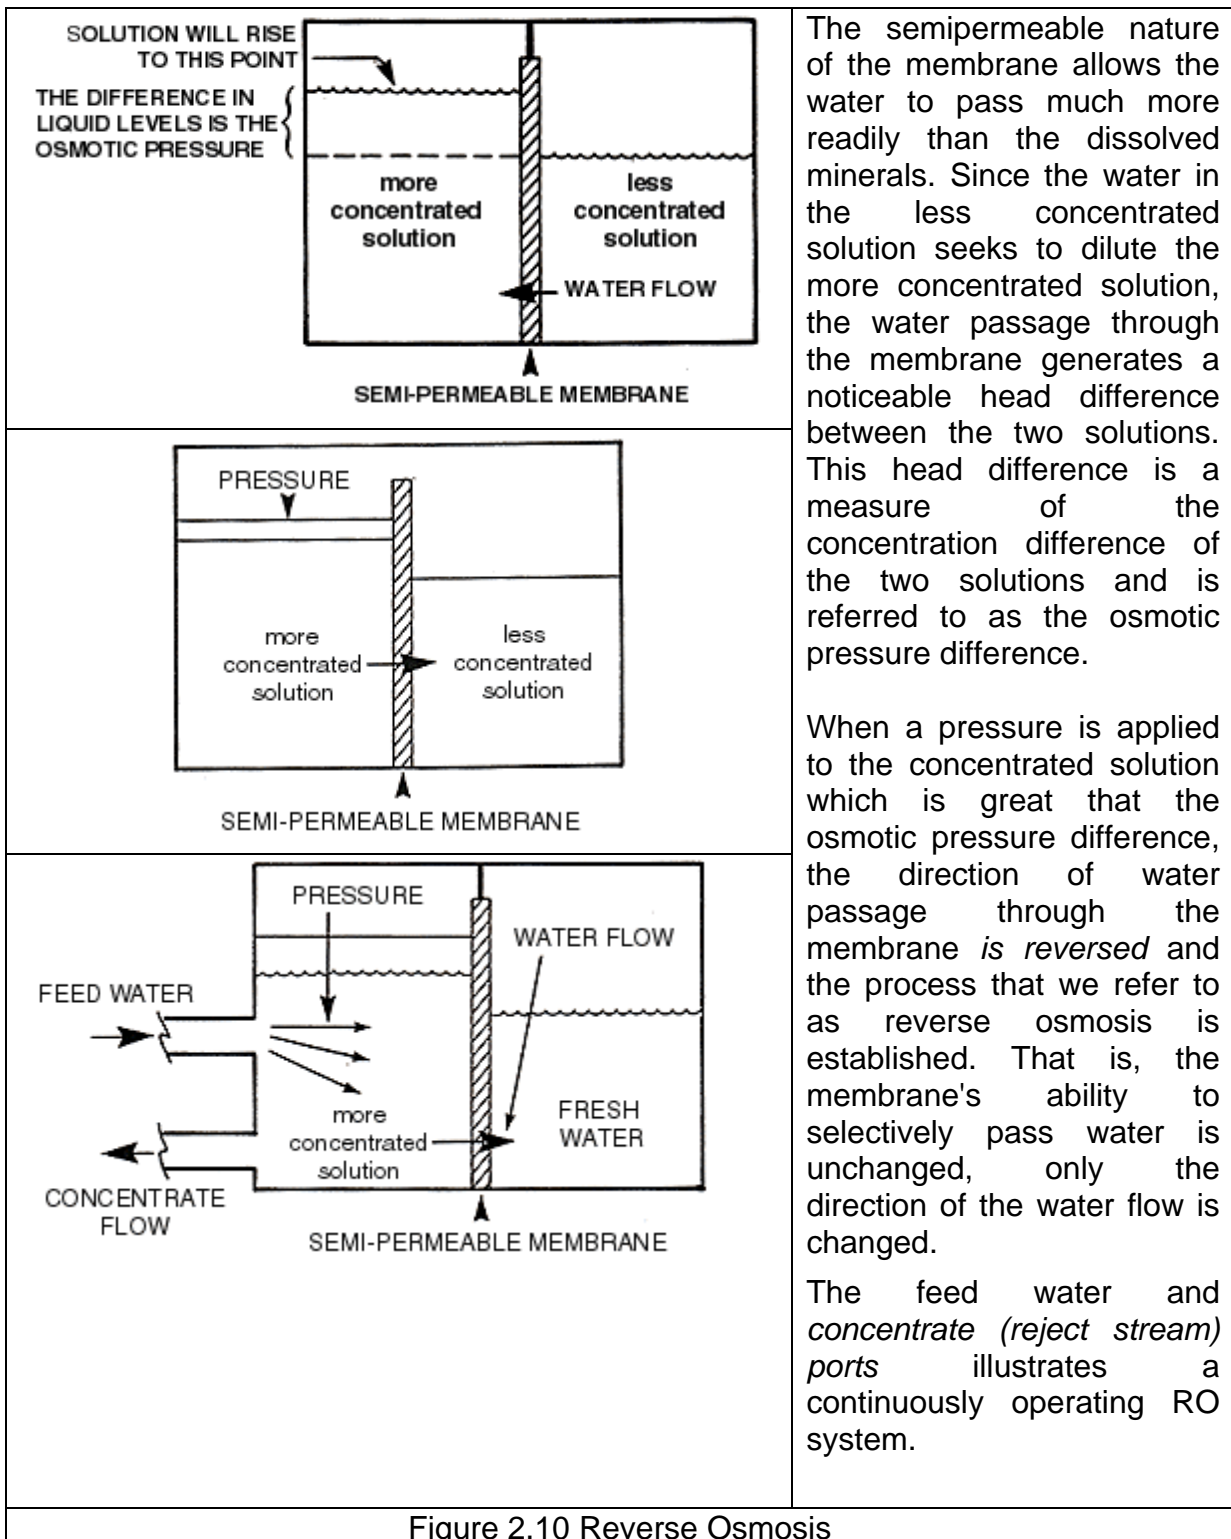 SOLUTION WILL RISE
TO THIS POINT
THE DIFFERENCE IN
LIQUID LEVELS IS THE
OSMOTIC PRESSURE
more
concentrated
solution
less
concentrated
solution
WATER FLOW
SEMI-PERMEABLE MEMBRANE
PRESSURE
more
concentrated
solution
less
concentrated
solution
SEMI-PERMEABLE MEMBRANE
PRESSURE
WATER FLOW
FEED WATER
more
concentrated
solution
FRESH
WATER
CONCENTRATE
FLOW
SEMI-PERMEABLE MEMBRANE
The semipermeable nature
of the membrane allows the
water to pass much more
readily than the dissolved
minerals. Since the water in
the less concentrated
solution seeks to dilute the
more concentrated solution,
the water passage through
the membrane generates a
noticeable head difference
between the two solutions.
This head difference is a
measure of the
concentration difference of
the two solutions and is
referred to as the osmotic
pressure difference.
When a pressure is applied
to the concentrated solution
which is great that the
osmotic pressure difference,
the direction of water
passage through the
membrane is reversed and
the process that we refer to
as reverse osmosis is
established. That is, the
membrane's ability to
selectively pass water is
unchanged, only the
direction of the water flow is
changed.
The feed water and
concentrate (reject stream)
ports illustrates a
continuously operating RO
system.
Figure 2.10 Reverse Osmosis